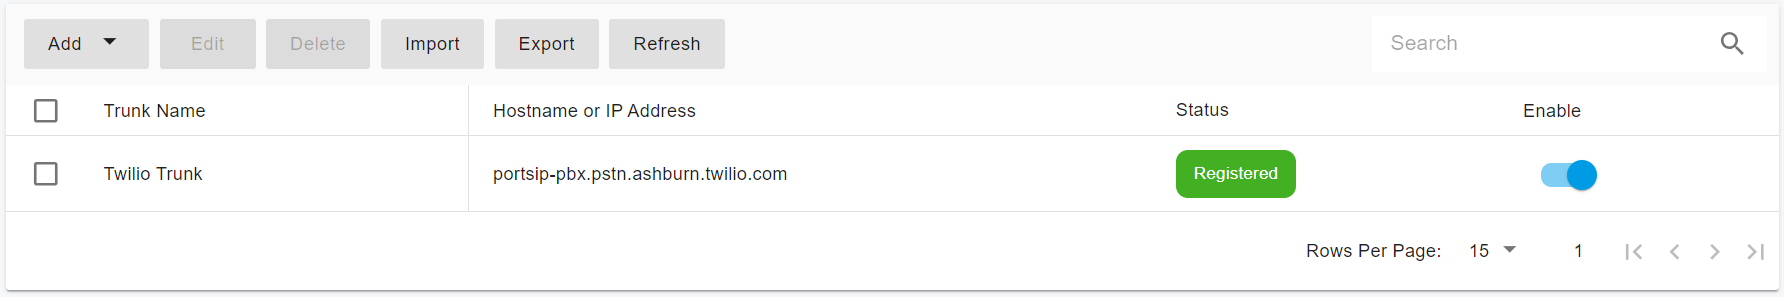 Add Edit Delete Import Export Refresh Search
Trunk Name Hostname or IP Address Status Enable
Twilio Trunk portsip-pbx.pstn.ashburn.twilio.com Registered
Rows Per Page: 15 1